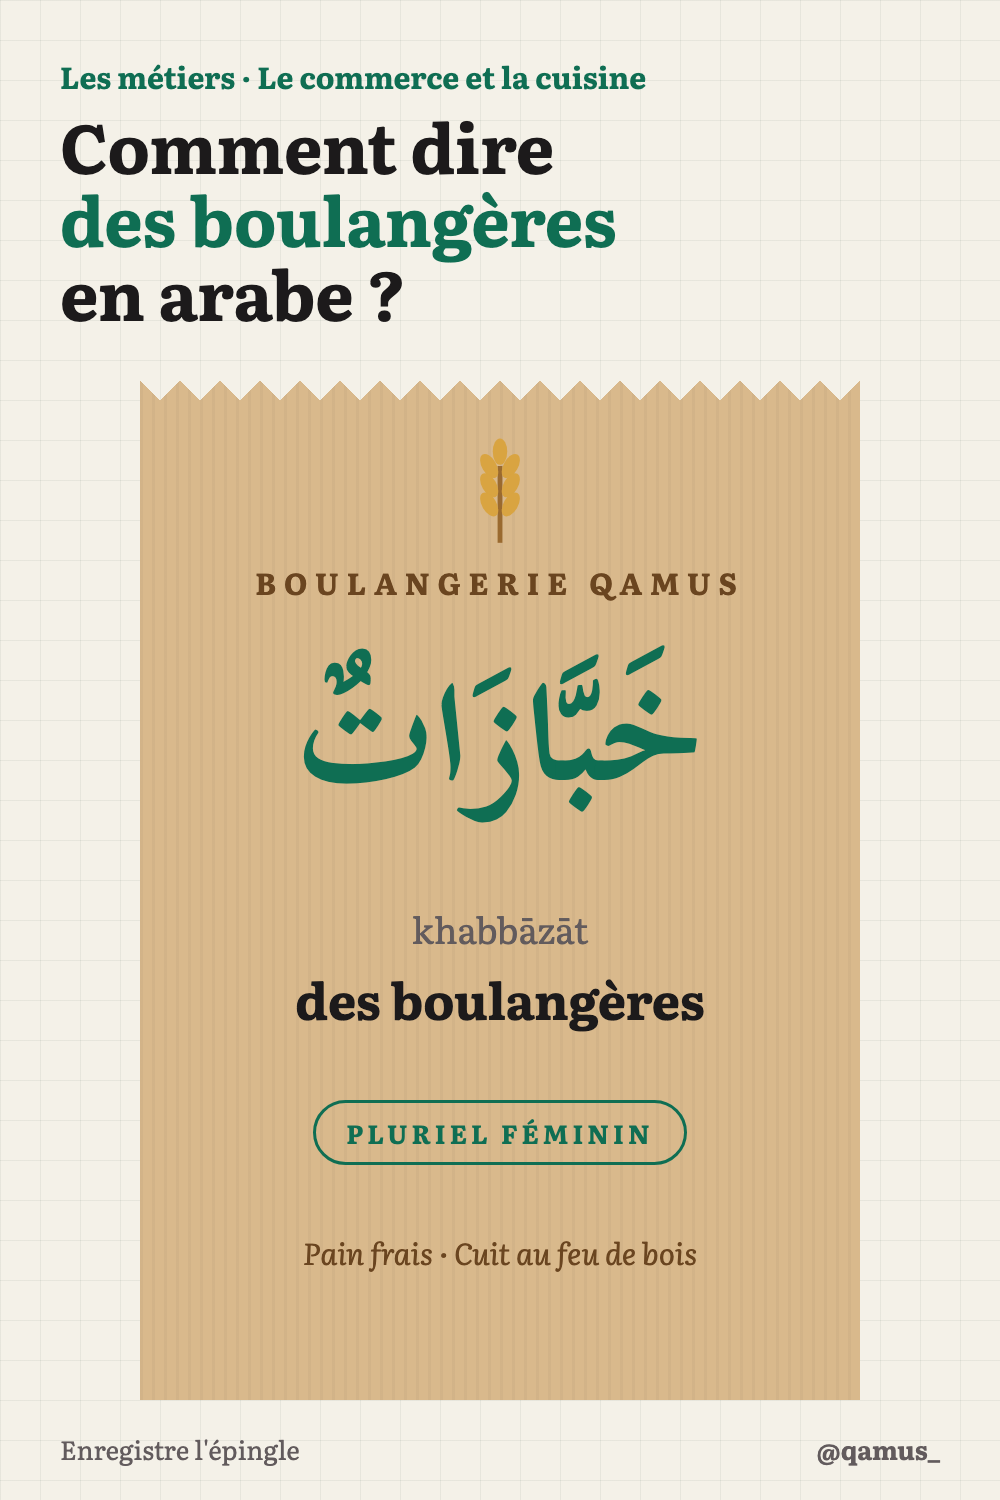 Les métiers · Le commerce et la cuisine
Comment dire
des boulangères
en arabe ?
BOULANGERIE QAMUS
خَبَّازَاتٌ
khabbāzāt
des boulangères
PLURIEL FÉMININ
Pain frais · Cuit au feu de bois
Enregistre l'épingle
@qamus_